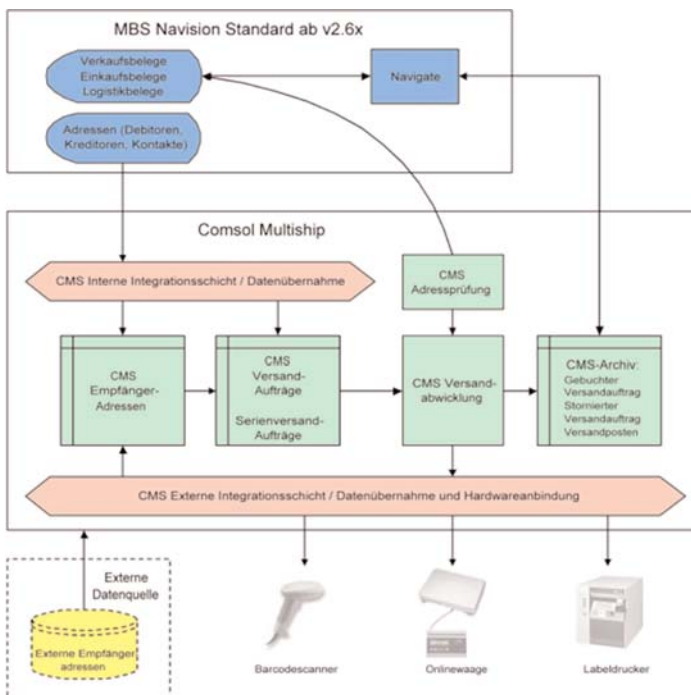 MBS Navision Standard ab v2.6x
Verkaufsbelege
Einkaufsbelege
Logistikbelege
Navigate
Adressen (Debitoren,
Kreditoren, Kontakte)
Comsol Multiship
CMS Interne Integrationsschicht / Datenübernahme
CMS
Adressprüfung
CMS
Empfänger-
Adressen
CMS
Versand-
Aufträge
Serienversand-
Aufträge
CMS Versand-
abwicklung
CMS-Archiv:
Gebuchter
Versandauftrag
Stornierter
Versandauftrag
Versandposten
CMS Externe Integrationsschicht / Datenübernahme und Hardwareanbindung
Externe
Datenquelle
Externe Empfänger
adressen
Barcodescanner
Onlinewaage
Labeldrucker